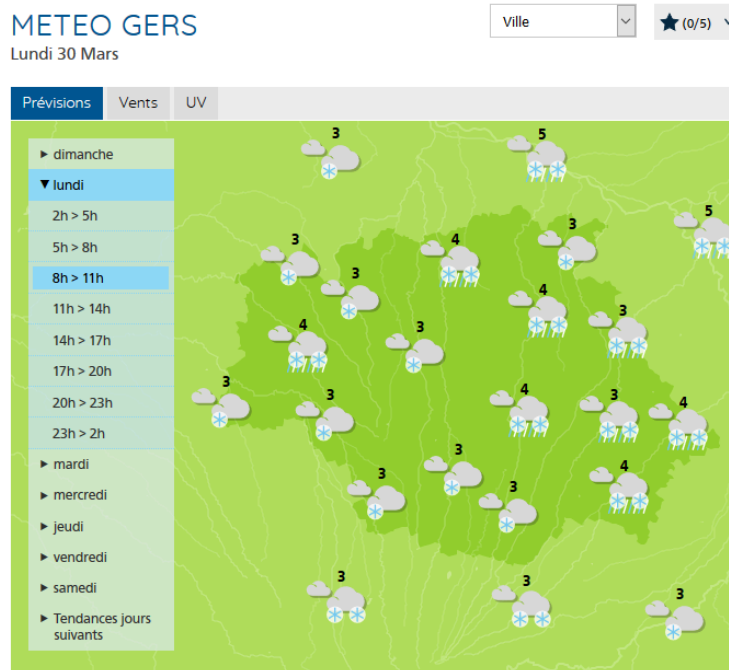 METEO GERS
Lundi 30 Mars
Ville
(0/5)
Prévisions
Vents
UV
dimanche
lundi
2h > 5h
5h > 8h
8h > 11h
11h > 14h
14h > 17h
17h > 20h
20h > 23h
23h > 2h
mardi
mercredi
jeudi
vendredi
samedi
Tendances jours
suivants
3
5
5
3
4
3
3
4
3
4
3
3
3
4
3
4
3
3
4
3
3
3
3